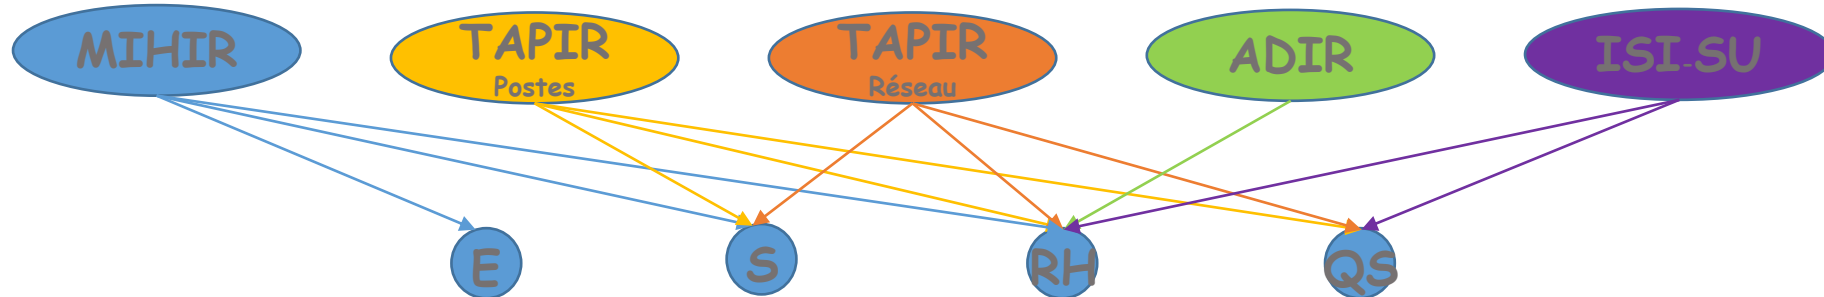 MIHIR
TAPIR
Postes
TAPIR
Réseau
ADIR
ISI-SU
E
S
RH
QS